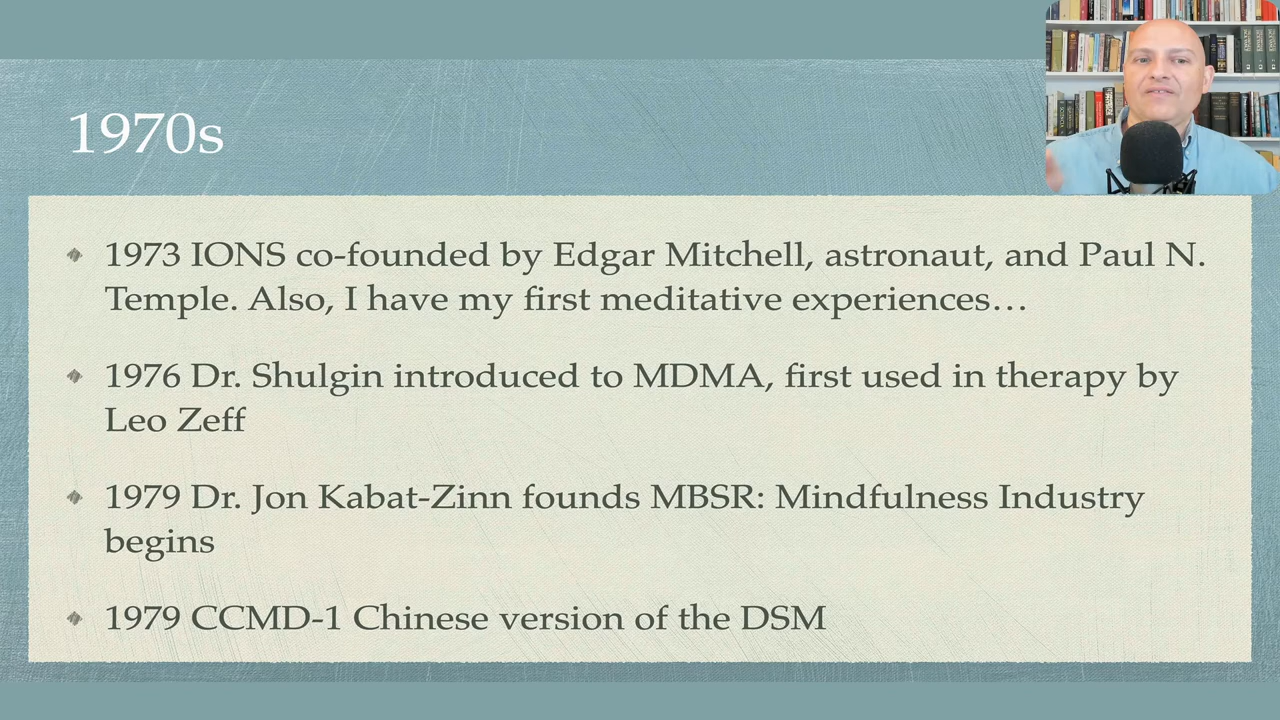 1970s
1973 IONS co-founded by Edgar Mitchell, astronaut, and Paul N.
Temple. Also, I have my first meditative experiences…
1976 Dr. Shulgin introduced to MDMA, first used in therapy by
Leo Zeff
1979 Dr. Jon Kabat-Zinn founds MBSR: Mindfulness Industry
begins
1979 CCMD-1 Chinese version of the DSM